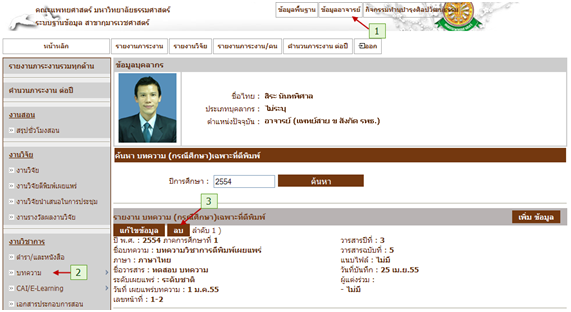 คณะแพทยศาสตร์ มหาวิทยาลัยธรรมศาสตร์
ระบบฐานข้อมูล สาขากุมารเวชศาสตร์
ข้อมูลพื้นฐาน ข้อมูลอาจารย์ กิจกรรมทำนุบำรุงศิลปวัฒนธรรม
1
หน้าหลัก รายงานภาระงาน รายงานวิจัย รายงานภาระงาน/คน คำนวนภาระงาน ต่อปี ออก
รายงานภาระงานรวมทุกด้าน
คำนวนภาระงาน ต่อปี
งานสอน
สรุปชั่วโมงสอน
งานวิจัย
งานวิจัย
งานวิจัยตีพิมพ์เผยแพร่
งานวิจัยนำเสนอในการประชุม
งานรางวัลผลงานวิจัย
งานวิชาการ
ตำราและหนังสือ
บทความ
2
CAI/E-Learning
เอกสารประกอบการสอน
ข้อมูลบุคลากร
ชื่อไทย : สิระ นันทพิศาล
ประเภทบุคลากร : ไม่ระบุ
ตำแหน่งปัจจุบัน : อาจารย์ (แพทย์สาย ข สังกัด รพธ.)
ค้นหา บทความ (กรณีศึกษา)เฉพาะที่ตีพิมพ์
ปีการศึกษา : 2554 ค้นหา
3
รายงาน บทความ (กรณีศึกษา)เฉพาะที่ตีพิมพ์ เพิ่ม ข้อมูล
แก้ไขข้อมูล ลบ ลำดับ 1 )
ปี พ.ศ. : 2554 ภาคการศึกษาที่ 1 วารสารปีที่ : 3
ชื่อบทความ : บทความวิชาการตีพิมพ์เผยแพร่ วารสารฉบับที่ : 5
ภาษา : ภาษาไทย แนบไฟล์ : ไม่มี
ชื่อวารสาร : ทดสอบ บทความ วันที่บันทึก : 25 เม.ย.55
ระดับเผยแพร่ : ระดับชาติ ผู้แต่งร่วม :
วันที่ เผยแพร่บทความ : 1 ม.ค.55 - ไม่มี
เลขหน้าที่ : 1-2